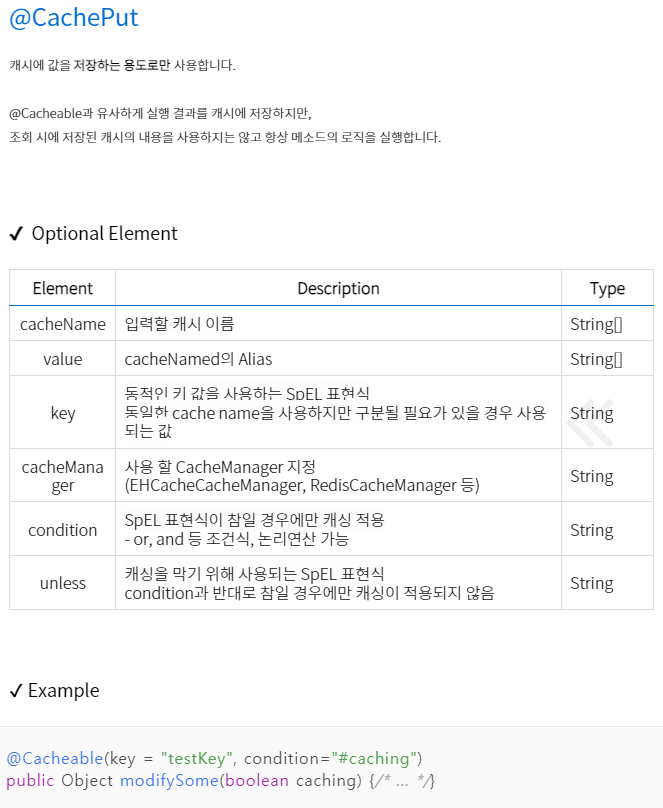 @CachePut
캐시에 값을 저장하는 용도로만 사용합니다.
@Cacheable과 유사하게 실행 결과를 캐시에 저장하지만,
조회 시에 저장된 캐시의 내용을 사용하지는 않고 항상 메소드의 로직을 실행합니다.
✓ Optional Element
Element Description Type
cacheName 입력할 캐시 이름 String[]
value cacheNamed의 Alias String[]
key
동적인 키 값을 사용하는 SpEL 표현식
동일한 cache name을 사용하지만 구분될 필요가 있을 경우 사용
되는 값
String
cacheMana
ger
사용 할 CacheManager 지정
(EHCacheCacheManager, RedisCacheManager 등)
String
condition
SpEL 표현식이 참일 경우에만 캐싱 적용
- or, and 등 조건식, 논리연산 가능
String
unless
캐싱을 막기 위해 사용되는 SpEL 표현식
condition과 반대로 참일 경우에만 캐싱이 적용되지 않음
String
✓ Example
@Cacheable(key = "testKey", condition="#caching")
public Object modifySome(boolean caching) {/* ... */}